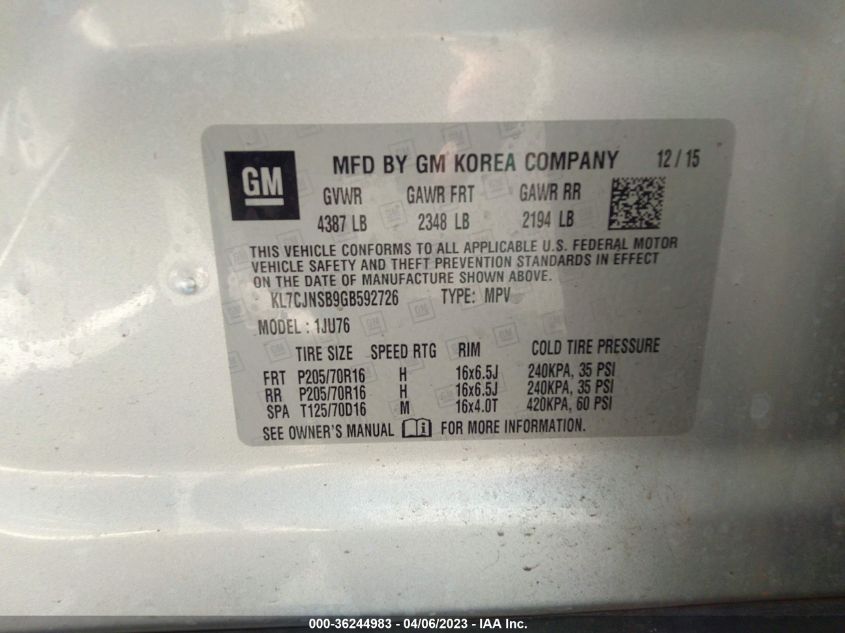 GM
MFD BY GM KOREA COMPANY 12 / 15
GVWR GAWR FRT GAWR RR
4387 LB 2348 LB 2194 LB
THIS VEHICLE CONFORMS TO ALL APPLICABLE U.S. FEDERAL MOTOR
VEHICLE SAFETY AND THEFT PREVENTION STANDARDS IN EFFECT
ON THE DATE OF MANUFACTURE SHOWN ABOVE.
KL7CJNSB9GB592726 TYPE: MPV
MODEL : 1JU76
TIRE SIZE SPEED RTG RIM COLD TIRE PRESSURE
FRT P205/70R16 H 16x6.5J 240KPA, 35 PSI
RR P205/70R16 H 16x6.5J 240KPA, 35 PSI
SPA T125/70D16 M 16x4.0T 420KPA, 60 PSI
SEE OWNER'S MANUAL i FOR MORE INFORMATION.
000-36244983 - 04/06/2023 - IAA Inc.